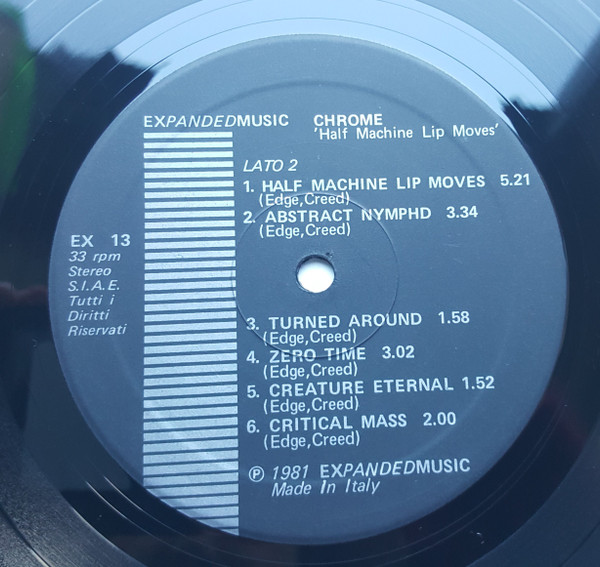 EXPANDEDMUSIC CHROME
'Half Machine Lip Moves'
LATO 2
1. HALF MACHINE LIP MOVES 5.21
(Edge,Creed)
2. ABSTRACT NYMPHD 3.34
(Edge,Creed)
EX 13
33 rpm
Stereo
S.I.A.E.
Tutti i
Diritti
Riservati
3. TURNED AROUND 1.58
(Edge,Creed)
4. ZERO TIME 3.02
(Edge,Creed)
5. CREATURE ETERNAL 1.52
(Edge,Creed)
6. CRITICAL MASS 2.00
(Edge,Creed)
℗ 1981 EXPANDEDMUSIC
Made In Italy